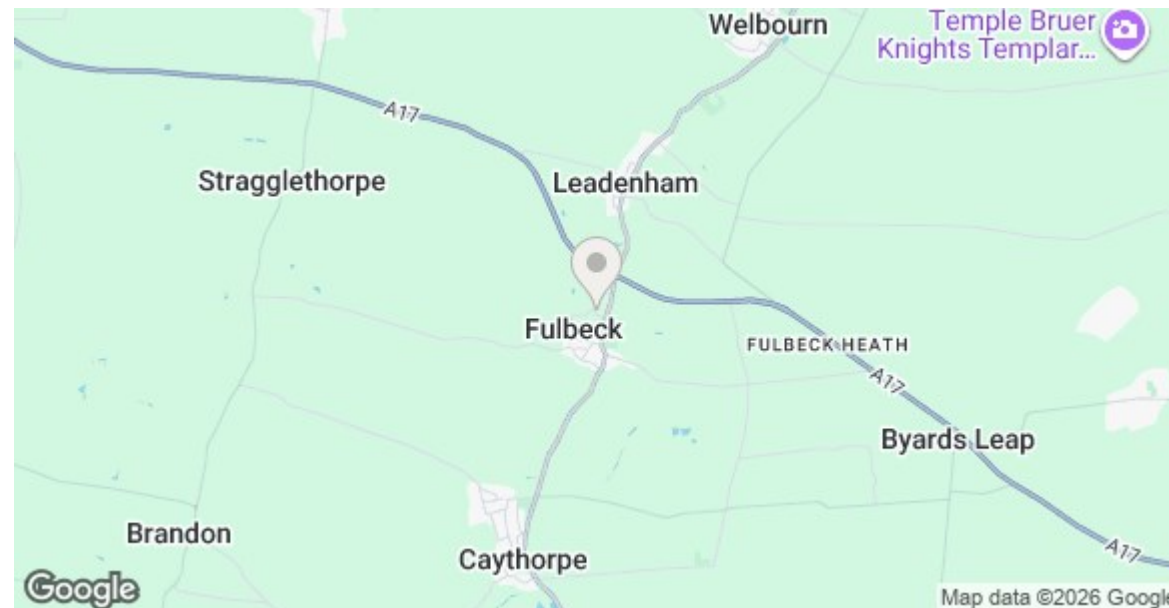 Welbourn
Temple Bruer
Knights Templar...
A17
Stragglethorpe
Leadenham
Fulbeck
FULBECK HEATH
A17
Byards Leap
Brandon
Caythorpe
A17
Google
Map data ©2026 Google